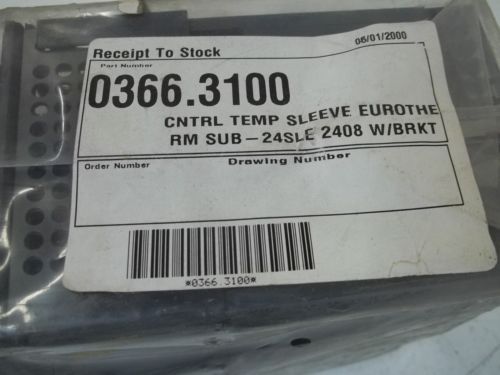 Receipt To Stock 06/01/2000
Part Number
0366.3100
CNTRL TEMP SLEEVE EUROTHE
RM SUB-24SLE 2408 W/BRKT
Order Number Drawing Number
*0366.3100*